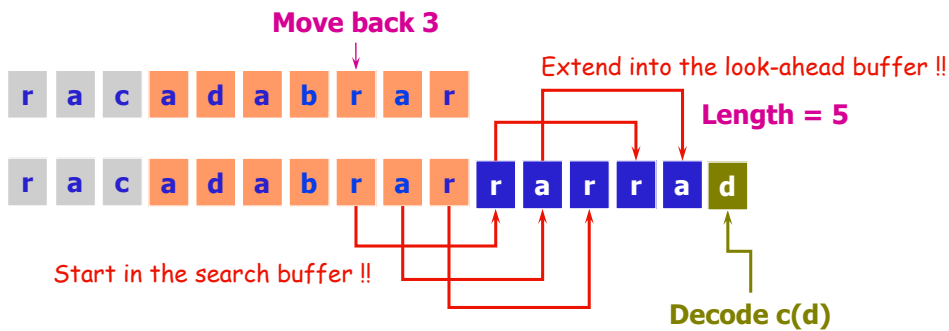 Move back 3
Extend into the look-ahead buffer !!
r a c a d a b r a r
Length = 5
r a c a d a b r a r r a r r a d
Start in the search buffer !!
Decode c(d)